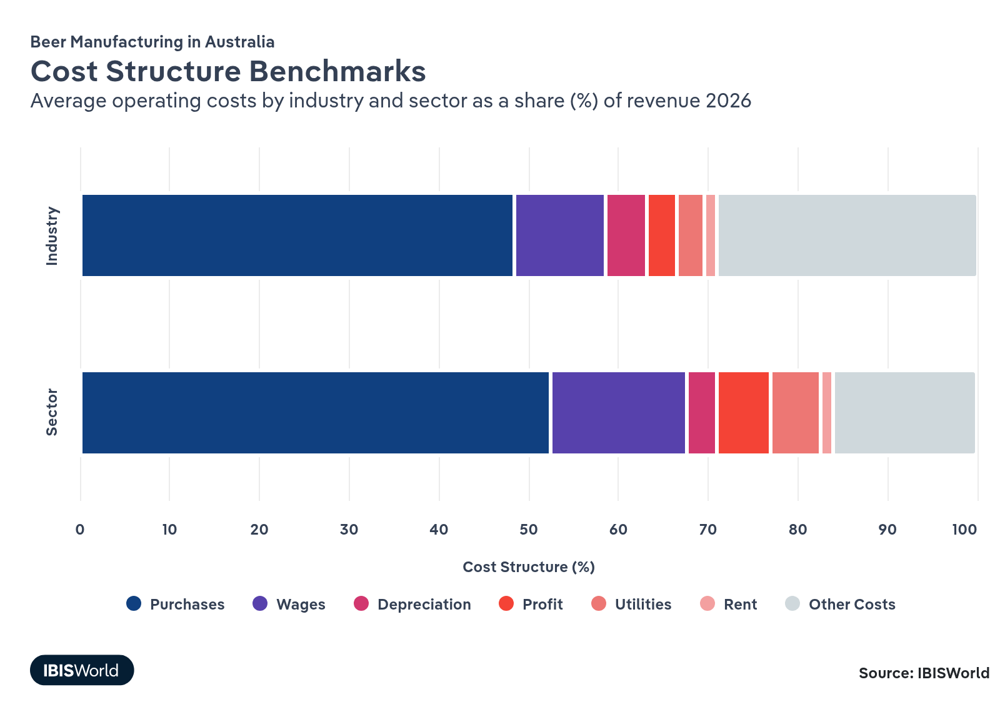 Beer Manufacturing in Australia
Cost Structure Benchmarks
Average operating costs by industry and sector as a share (%) of revenue 2026
Industry
Sector
0 10 20 30 40 50 60 70 80 90 100
Cost Structure (%)
Purchases Wages Depreciation Profit Utilities Rent Other Costs
IBISWorld
Source: IBISWorld